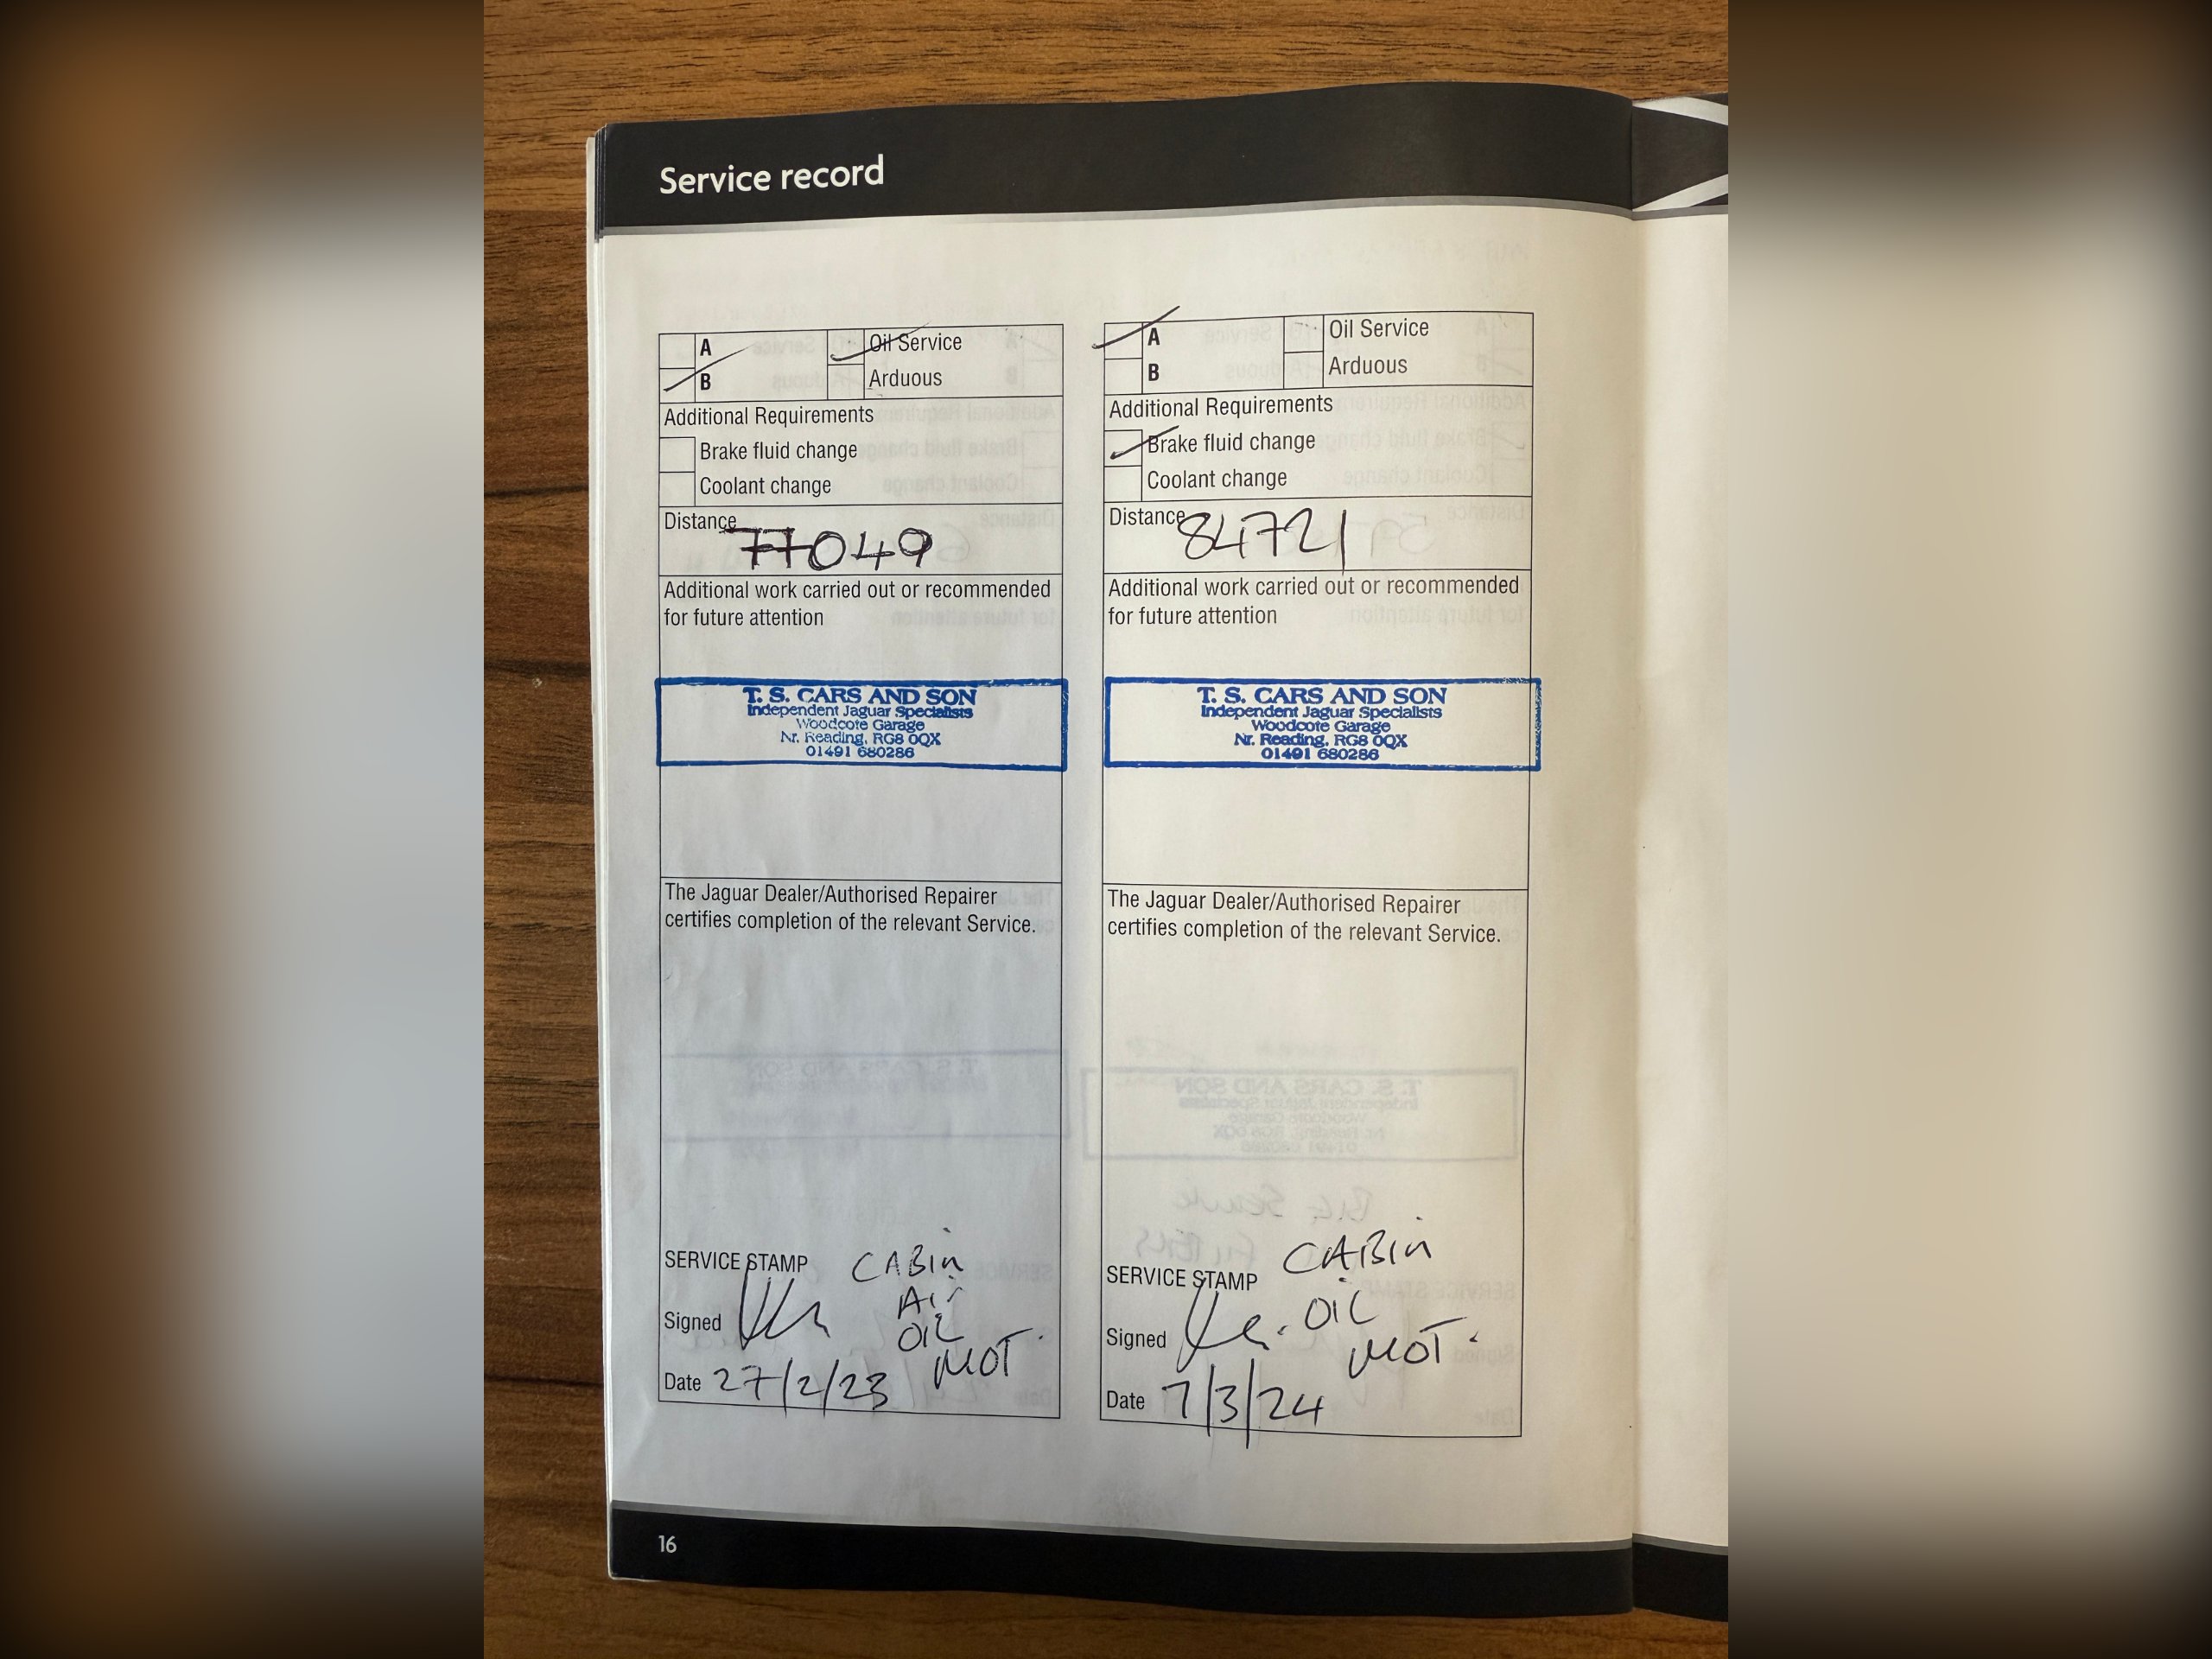 Service record
A
Oil Service
B
Arduous
Additional Requirements
Brake fluid change
Coolant change
Distance
77049
Additional work carried out or recommended
for future attention
T. S. CARS AND SON
Independent Jaguar Specialists
Woodcote Garage
Nr. Reading, RG8 0QX
01491 680286
The Jaguar Dealer/Authorised Repairer
certifies completion of the relevant Service.
SERVICE STAMP
CABin
Air
OiL
MOT.
Signed
Date 27/2/23
A
Oil Service
B
Arduous
Additional Requirements
Brake fluid change
Coolant change
Distance
84721
Additional work carried out or recommended
for future attention
T. S. CARS AND SON
Independent Jaguar Specialists
Woodcote Garage
Nr. Reading, RG8 0QX
01491 680286
The Jaguar Dealer/Authorised Repairer
certifies completion of the relevant Service.
SERVICE STAMP
CABin
OiL
MOT.
Signed
Date 7/3/24
16